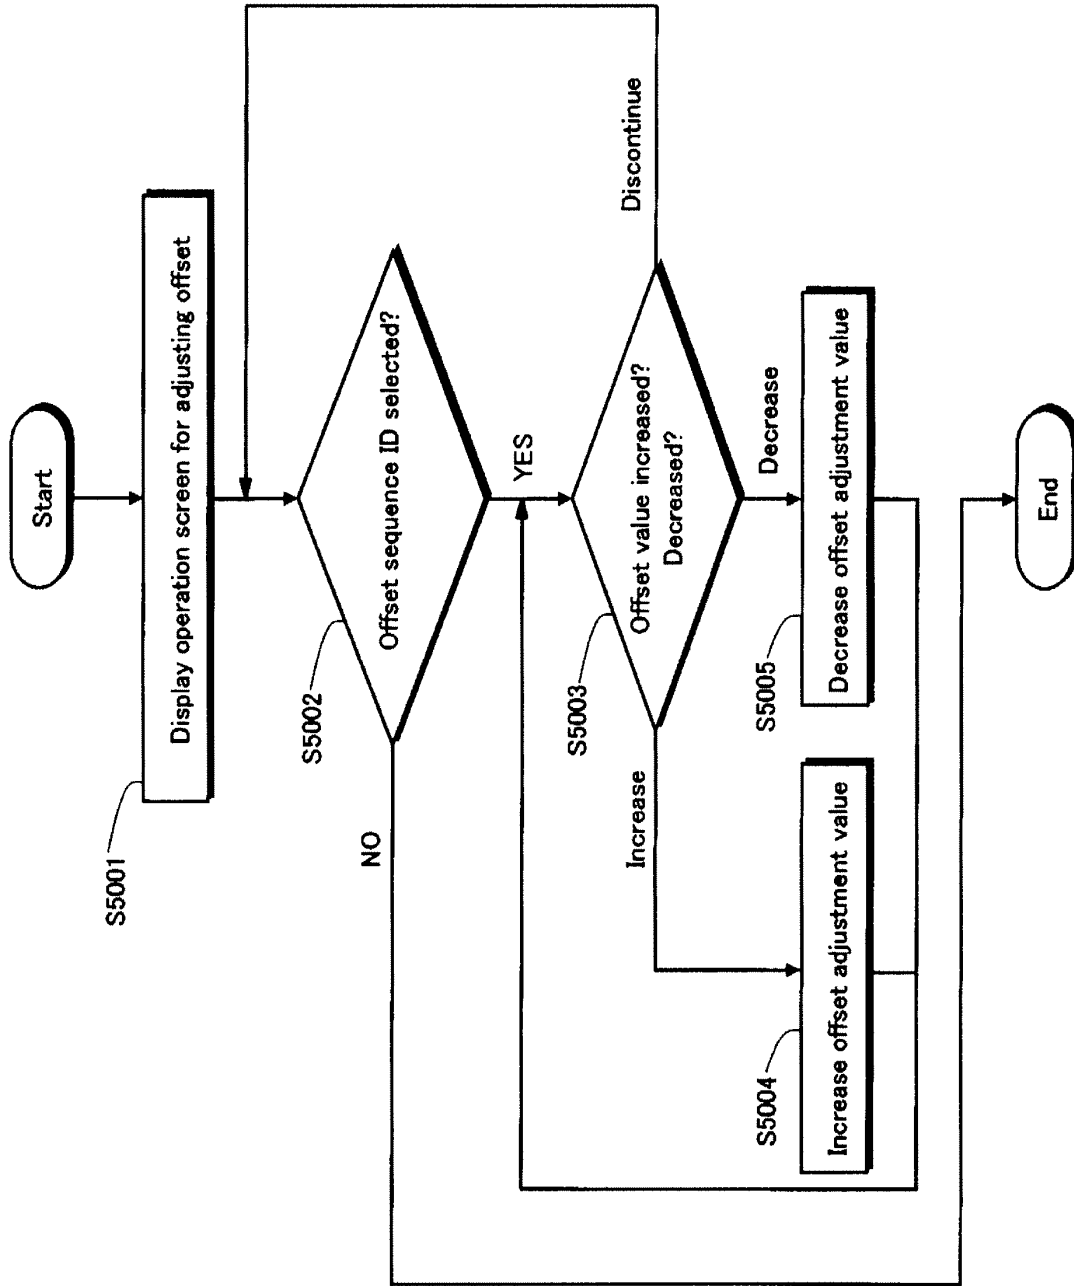 Start
S5001
Display operation screen for adjusting offset
S5002
Offset sequence ID selected?
NO
YES
S5003
Offset value increased?
Decreased?
Discontinue
Increase
Decrease
S5004
Increase offset adjustment value
S5005
Decrease offset adjustment value
End